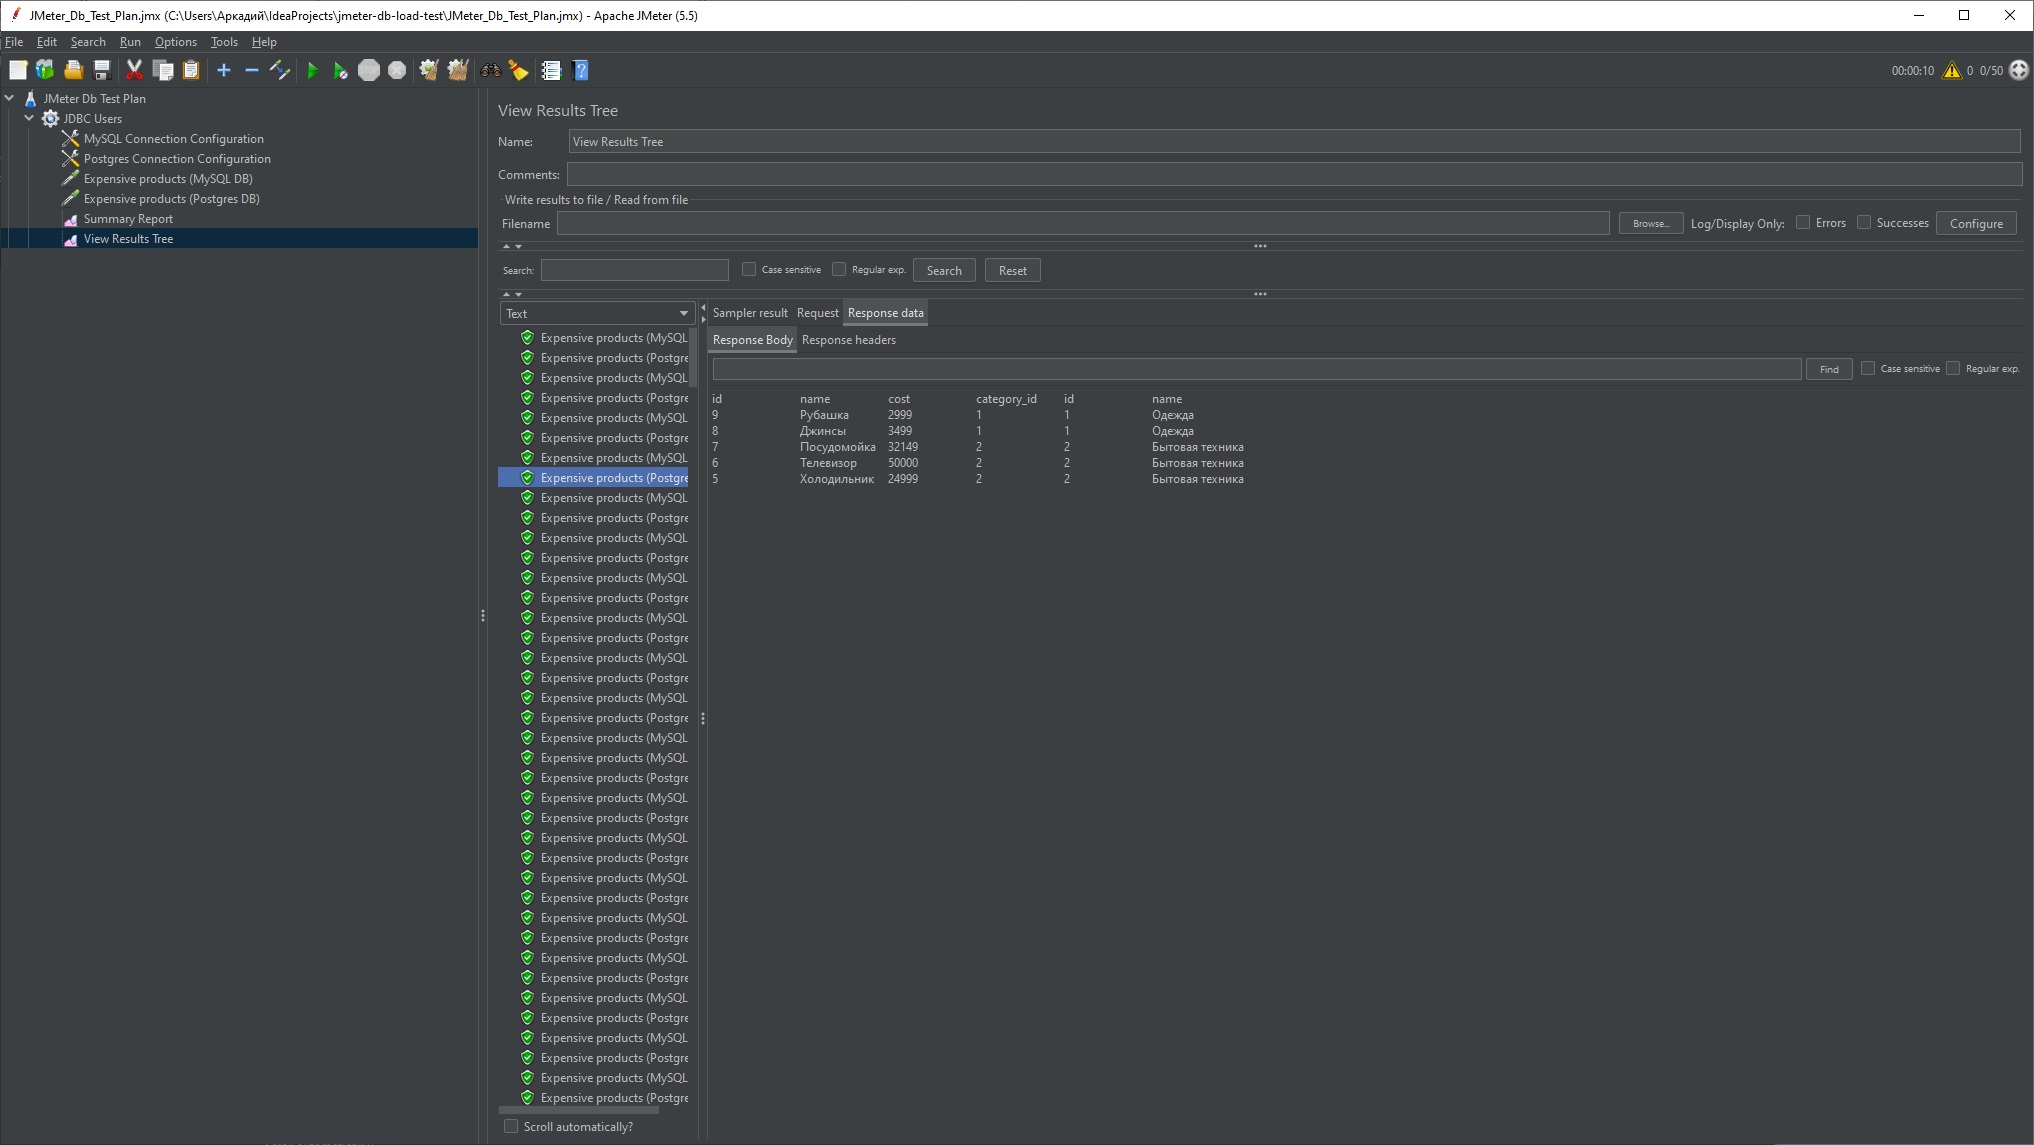 JMeter_Db_Test_Plan.jmx (C:\Users\Аркадий\IdeaProjects\jmeter-db-load-test\JMeter_Db_Test_Plan.jmx) - Apache JMeter (5.5)
File Edit Search Run Options Tools Help
00:00:10 0 0/50
JMeter Db Test Plan
JDBC Users
MySQL Connection Configuration
Postgres Connection Configuration
Expensive products (MySQL DB)
Expensive products (Postgres DB)
Summary Report
View Results Tree
View Results Tree
Name: View Results Tree
Comments:
Write results to file / Read from file
Filename Browse... Log/Display Only: Errors Successes Configure
Search: Case sensitive Regular exp. Search Reset
Text
Expensive products (MySQL
Expensive products (Postgre
Expensive products (MySQL
Expensive products (Postgre
Expensive products (MySQL
Expensive products (Postgre
Expensive products (MySQL
Expensive products (Postgre
Expensive products (MySQL
Expensive products (Postgre
Expensive products (MySQL
Expensive products (Postgre
Expensive products (MySQL
Expensive products (Postgre
Expensive products (MySQL
Expensive products (Postgre
Expensive products (MySQL
Expensive products (Postgre
Expensive products (MySQL
Expensive products (Postgre
Expensive products (MySQL
Expensive products (MySQL
Expensive products (Postgre
Expensive products (MySQL
Expensive products (Postgre
Expensive products (MySQL
Expensive products (Postgre
Expensive products (MySQL
Expensive products (Postgre
Expensive products (MySQL
Expensive products (Postgre
Expensive products (MySQL
Expensive products (Postgre
Expensive products (MySQL
Expensive products (Postgre
Expensive products (MySQL
Expensive products (Postgre
Expensive products (MySQL
Expensive products (Postgre
Scroll automatically?
Sampler result Request Response data
Response Body Response headers
Find Case sensitive Regular exp.
id name cost category_id id name
9 Рубашка 2999 1 1 Одежда
8 Джинсы 3499 1 1 Одежда
7 Посудомойка 32149 2 2 Бытовая техника
6 Телевизор 50000 2 2 Бытовая техника
5 Холодильник 24999 2 2 Бытовая техника